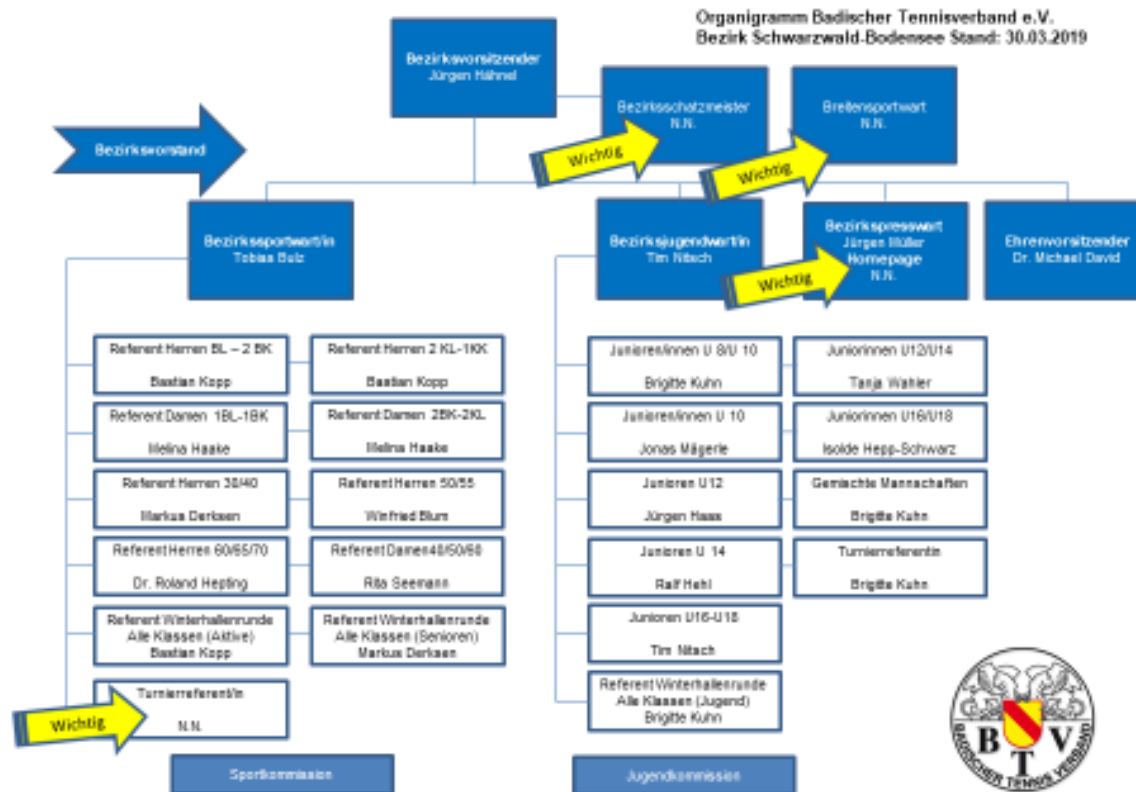 Organigramm Badischer Tennisverband e.V.
Bezirk Schwarzwald-Bodensee Stand: 30.03.2019
Bezirksvorsitzender
Jürgen Hähnel
Bezirksschatzmeister
N.N.
Breitensportwart
N.N.
Bezirksvorstand
Wichtig
Wichtig
Bezirkssportwart/in
Tobias Bulz
Bezirksjugendwart/in
Tim Nitsch
Bezirkspresswart
Jürgen Müller
Homepage
N.N.
Ehrenvorsitzender
Dr. Michael David
Wichtig
Referent Herren BL – 2 BK
Bastian Kopp
Referent Herren 2 KL-1KK
Bastian Kopp
Referent Damen 1BL-1BK
Melina Haake
Referent Damen 2BK-2KL
Melina Haake
Referent Herren 30/40
Markus Derksen
Referent Herren 50/55
Winfried Blum
Referent Herren 60/65/70
Dr. Roland Hepting
Referent Damen40/50/60
Rita Seemann
Referent Winterhallenrunde
Alle Klassen (Aktive)
Bastian Kopp
Referent Winterhallenrunde
Alle Klassen (Senioren)
Markus Derksen
Turnierreferent/in
N.N.
Wichtig
Sportkommission
Junioren/innen U 8/U 10
Brigitte Kuhn
Juniorinnen U12/U14
Tanja Wahler
Junioren/innen U 10
Jonas Mägerle
Juniorinnen U16/U18
Isolde Hepp-Schwarz
Junioren U12
Jürgen Haas
Gemischte Mannschaften
Brigitte Kuhn
Junioren U 14
Ralf Hehl
Turnierreferentin
Brigitte Kuhn
Junioren U16-U18
Tim Nitsch
Referent Winterhallenrunde
Alle Klassen (Jugend)
Brigitte Kuhn
Jugendkommission
B T V
BADISCHER TENNIS VERBAND